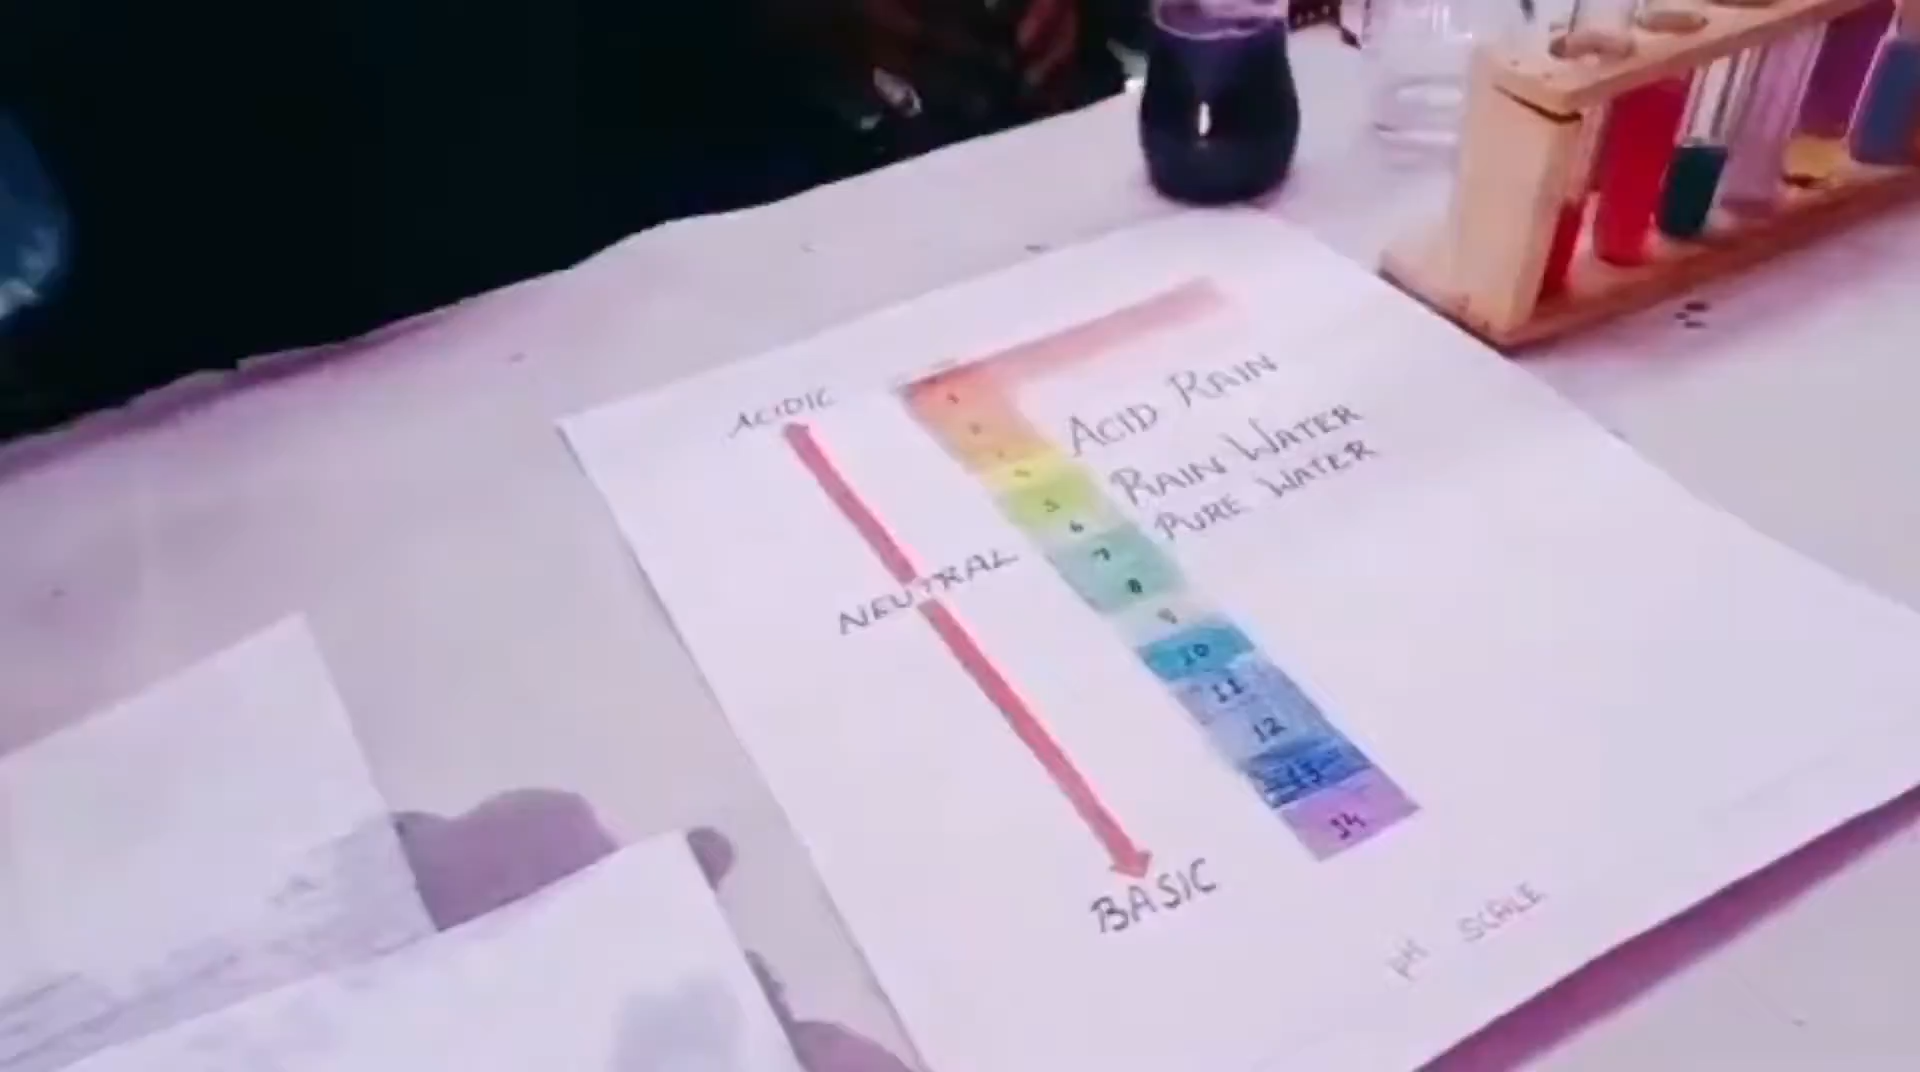 ACIDIC
1
2
3
4
ACID RAIN
5
RAIN WATER
6
PURE WATER
NEUTRAL
7
8
9
10
11
12
13
14
BASIC
pH SCALE